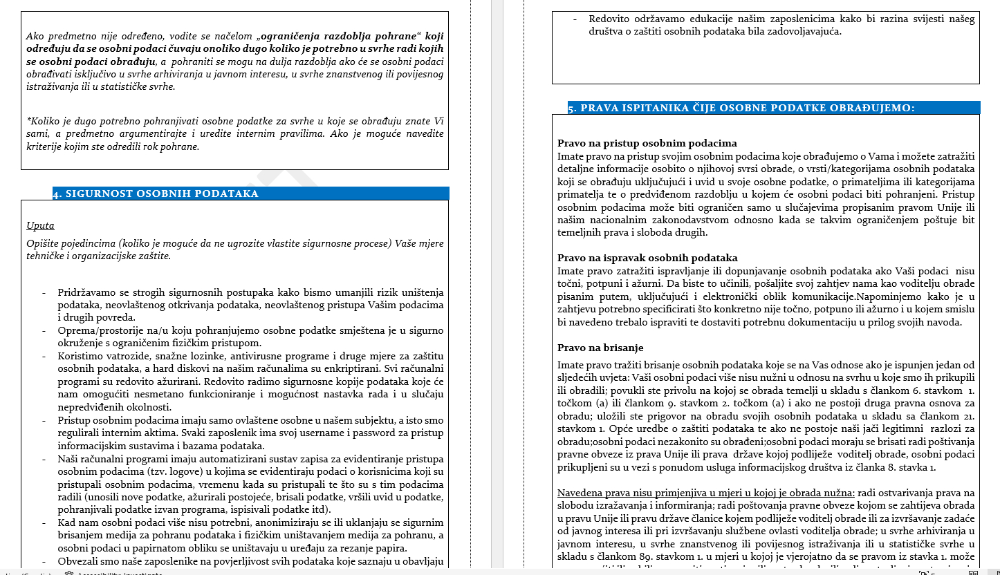 Ako predmetno nije određeno, vodite se načelom „ograničenja razdoblja pohrane“ koji
određuju da se osobni podaci čuvaju onoliko dugo koliko je potrebno u svrhe radi kojih
se osobni podaci obrađuju, a  pohraniti se mogu na dulja razdoblja ako će se osobni podaci
obrađivati isključivo u svrhe arhiviranja u javnom interesu, u svrhe znanstvenog ili povijesnog
istraživanja ili u statističke svrhe.
*Koliko je dugo potrebno pohranjivati osobne podatke za svrhe u koje se obrađuju znate Vi
sami, a predmetno argumentirajte i uredite internim pravilima. Ako je moguće navedite
kriterije kojim ste odredili rok pohrane.
4. SIGURNOST OSOBNIH PODATAKA
Uputa
Opišite pojedincima (koliko je moguće da ne ugrozite vlastite sigurnosne procese) Vaše mjere
tehničke i organizacijske zaštite.
- Pridržavamo se strogih sigurnosnih postupaka kako bismo umanjili rizik uništenja
podataka, neovlaštenog otkrivanja podataka, neovlaštenog pristupa Vašim podacima
i drugih povreda.
- Oprema/prostorije na/u koju pohranjujemo osobne podatke smještena je u sigurno
okruženje s ograničenim fizičkim pristupom.
- Koristimo vatrozide, snažne lozinke, antivirusne programe i druge mjere za zaštitu
osobnih podataka, a hard diskovi na našim računalima su enkriptirani. Svi računalni
programi su redovito ažurirani. Redovito radimo sigurnosne kopije podataka koje će
nam omogućiti nesmetano funkcioniranje i mogućnost nastavka rada i u slučaju
nepredviđenih okolnosti.
- Pristup osobnim podacima imaju samo ovlaštene osobne u našem subjektu, a isto smo
regulirali internim aktima. Svaki zaposlenik ima svoj username i password za pristup
informacijskim sustavima i bazama podataka.
- Naši računalni programi imaju automatizirani sustav zapisa za evidentiranje pristupa
osobnim podacima (tzv. logove) u kojima se evidentiraju podaci o korisnicima koji su
pristupali osobnim podacima, vremenu kada su pristupali te što su s tim podacima
radili (unosili nove podatke, ažurirali postojeće, brisali podatke, vršili uvid u podatke,
pohranjivali podatke izvan programa, ispisivali podatke itd).
- Kad nam osobni podaci više nisu potrebni, anonimiziraju se ili uklanjaju se sigurnim
brisanjem medija za pohranu podataka i fizičkim uništavanjem medija za pohranu, a
osobni podaci u papirnatom obliku se uništavaju u uređaju za rezanje papira.
- Obvezali smo naše zaposlenike na povjerljivost svih podataka koje saznaju u obavljaju
- Redovito održavamo edukacije našim zaposlenicima kako bi razina svijesti našeg
društva o zaštiti osobnih podataka bila zadovoljavajuća.
5. PRAVA ISPITANIKA ČIJE OSOBNE PODATKE OBRAĐUJEMO:
Pravo na pristup osobnim podacima
Imate pravo na pristup svojim osobnim podacima koje obrađujemo o Vama i možete zatražiti
detaljne informacije osobito o njihovoj svrsi obrade, o vrsti/kategorijama osobnih podataka
koji se obrađuju uključujući i uvid u svoje osobne podatke, o primateljima ili kategorijama
primatelja te o predviđenom razdoblju u kojem će osobni podaci biti pohranjeni. Pristup
osobnim podacima može biti ograničen samo u slučajevima propisanim pravom Unije ili
našim nacionalnim zakonodavstvom odnosno kada se takvim ograničenjem poštuje bit
temeljnih prava i sloboda drugih.
Pravo na ispravak osobnih podataka
Imate pravo zatražiti ispravljanje ili dopunjavanje osobnih podataka ako Vaši podaci  nisu
točni, potpuni i ažurni. Da biste to učinili, pošaljite svoj zahtjev nama kao voditelju obrade
pisanim putem, uključujući i elektronički oblik komunikacije.Napominjemo kako je u
zahtjevu potrebno specificirati što konkretno nije točno, potpuno ili ažurno i u kojem smislu
bi navedeno trebalo ispraviti te dostaviti potrebnu dokumentaciju u prilog svojih navoda.
Pravo na brisanje
Imate pravo tražiti brisanje osobnih podataka koje se na Vas odnose ako je ispunjen jedan od
sljedećih uvjeta: Vaši osobni podaci više nisu nužni u odnosu na svrhu u koje smo ih prikupili
ili obradili; povukli ste privolu na kojoj se obrada temelji u skladu s člankom 6. stavkom  1.
točkom (a) ili člankom 9. stavkom 2. točkom (a) i ako ne postoji druga pravna osnova za
obradu; uložili ste prigovor na obradu svojih osobnih podataka u skladu sa člankom 21.
stavkom 1. Opće uredbe o zaštiti podataka te ako ne postoje naši jači legitimni  razlozi za
obradu;osobni podaci nezakonito su obrađeni;osobni podaci moraju se brisati radi poštivanja
pravne obveze iz prava Unije ili prava  države kojoj podliježe  voditelj obrade, osobni podaci
prikupljeni su u vezi s ponudom usluga informacijskog društva iz članka 8. stavka 1.
Navedena prava nisu primjenjiva u mjeri u kojoj je obrada nužna: radi ostvarivanja prava na
slobodu izražavanja i informiranja; radi poštovanja pravne obveze kojom se zahtijeva obrada
u pravu Unije ili pravu države članice kojem podliježe voditelj obrade ili za izvršavanje zadaće
od javnog interesa ili pri izvršavanju službene ovlasti voditelja obrade; u svrhe arhiviranja u
javnom interesu, u svrhe znanstvenog ili povijesnog istraživanja ili u statističke svrhe u
skladu s člankom 89. stavkom 1. u mjeri u kojoj je vjerojatno da se pravom iz stavka 1. može